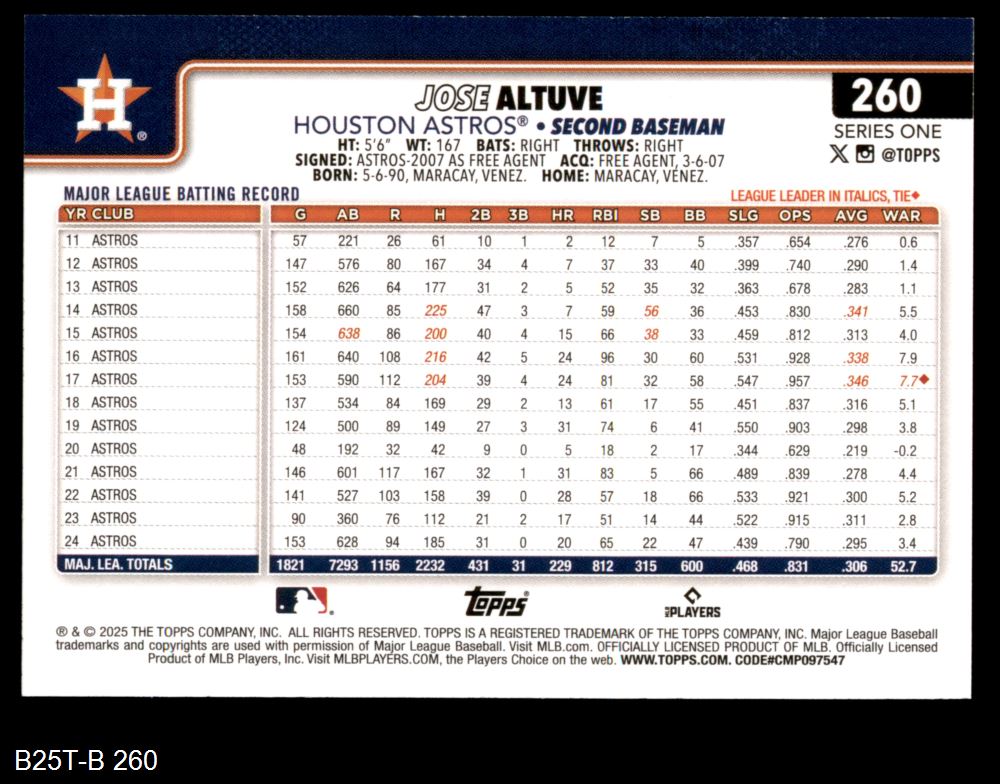 H ®
JOSE ALTUVE
260
HOUSTON ASTROS® • SECOND BASEMAN
SERIES ONE
HT: 5'6" WT: 167 BATS: RIGHT THROWS: RIGHT
@TOPPS
SIGNED: ASTROS-2007 AS FREE AGENT ACQ: FREE AGENT, 3-6-07
BORN: 5-6-90, MARACAY, VENEZ. HOME: MARACAY, VENEZ.
MAJOR LEAGUE BATTING RECORD LEAGUE LEADER IN ITALICS, TIE◆
YR CLUB G AB R H 2B 3B HR RBI SB BB SLG OPS AVG WAR
11 ASTROS 57 221 26 61 10 1 2 12 7 5 .357 .654 .276 0.6
12 ASTROS 147 576 80 167 34 4 7 37 33 40 .399 .740 .290 1.4
13 ASTROS 152 626 64 177 31 2 5 52 35 32 .363 .678 .283 1.1
14 ASTROS 158 660 85 225 47 3 7 59 56 36 .453 .830 .341 5.5
15 ASTROS 154 638 86 200 40 4 15 66 38 33 .459 .812 .313 4.0
16 ASTROS 161 640 108 216 42 5 24 96 30 60 .531 .928 .338 7.9
17 ASTROS 153 590 112 204 39 4 24 81 32 58 .547 .957 .346 7.7◆
18 ASTROS 137 534 84 169 29 2 13 61 17 55 .451 .837 .316 5.1
19 ASTROS 124 500 89 149 27 3 31 74 6 41 .550 .903 .298 3.8
20 ASTROS 48 192 32 42 9 0 5 18 2 17 .344 .629 .219 -0.2
21 ASTROS 146 601 117 167 32 1 31 83 5 66 .489 .839 .278 4.4
22 ASTROS 141 527 103 158 39 0 28 57 18 66 .533 .921 .300 5.2
23 ASTROS 90 360 76 112 21 2 17 51 14 44 .522 .915 .311 2.8
24 ASTROS 153 628 94 185 31 0 20 65 22 47 .439 .790 .295 3.4
MAJ. LEA. TOTALS 1821 7293 1156 2232 431 31 229 812 315 600 .468 .831 .306 52.7
Topps® MLB PLAYERS
® & © 2025 THE TOPPS COMPANY, INC. ALL RIGHTS RESERVED. TOPPS IS A REGISTERED TRADEMARK OF THE TOPPS COMPANY, INC. Major League Baseball
trademarks and copyrights are used with permission of Major League Baseball. Visit MLB.com. OFFICIALLY LICENSED PRODUCT OF MLB. Officially Licensed
Product of MLB Players, Inc. Visit MLBPLAYERS.COM, the Players Choice on the web. WWW.TOPPS.COM. CODE#CMP097547
B25T-B 260